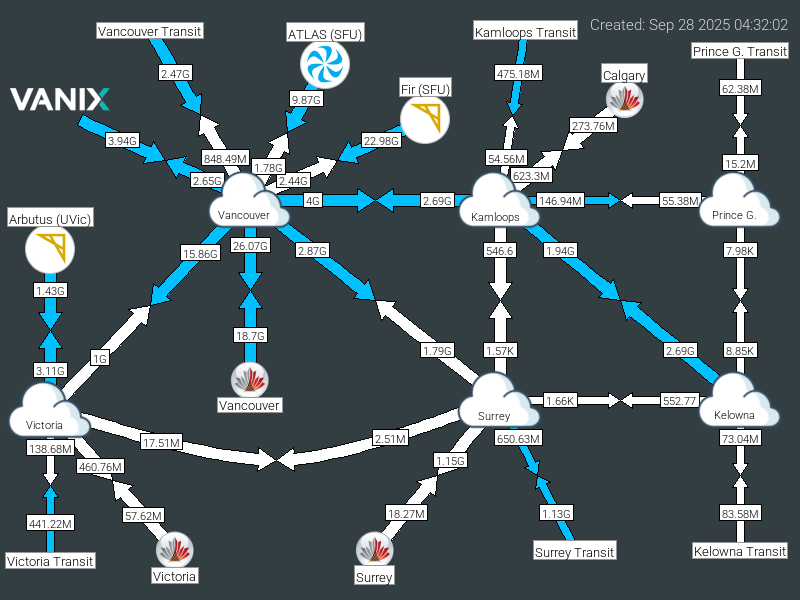 Created: Sep 28 2025 04:32:02
Vancouver Transit
ATLAS (SFU)
Kamloops Transit
Prince G. Transit
2.47G
475.18M
Calgary
Fir (SFU)
62.38M
9.87G
VANIX
273.76M
3.94G
22.98G
848.49M
54.56M
15.2M
1.78G
623.3M
2.65G
2.44G
4G
2.69G
146.94M
55.38M
Vancouver
Kamloops
Prince G.
Arbutus (UVic)
15.86G
26.07G
2.87G
546.6
1.94G
7.98K
1.43G
18.7G
1G
1.79G
1.57K
2.69G
8.85K
3.11G
Vancouver
1.66K
552.77
Victoria
Surrey
Kelowna
17.51M
2.51M
650.63M
73.04M
138.68M
460.76M
1.15G
57.62M
18.27M
1.13G
83.58M
441.22M
Victoria Transit
Victoria
Surrey
Surrey Transit
Kelowna Transit